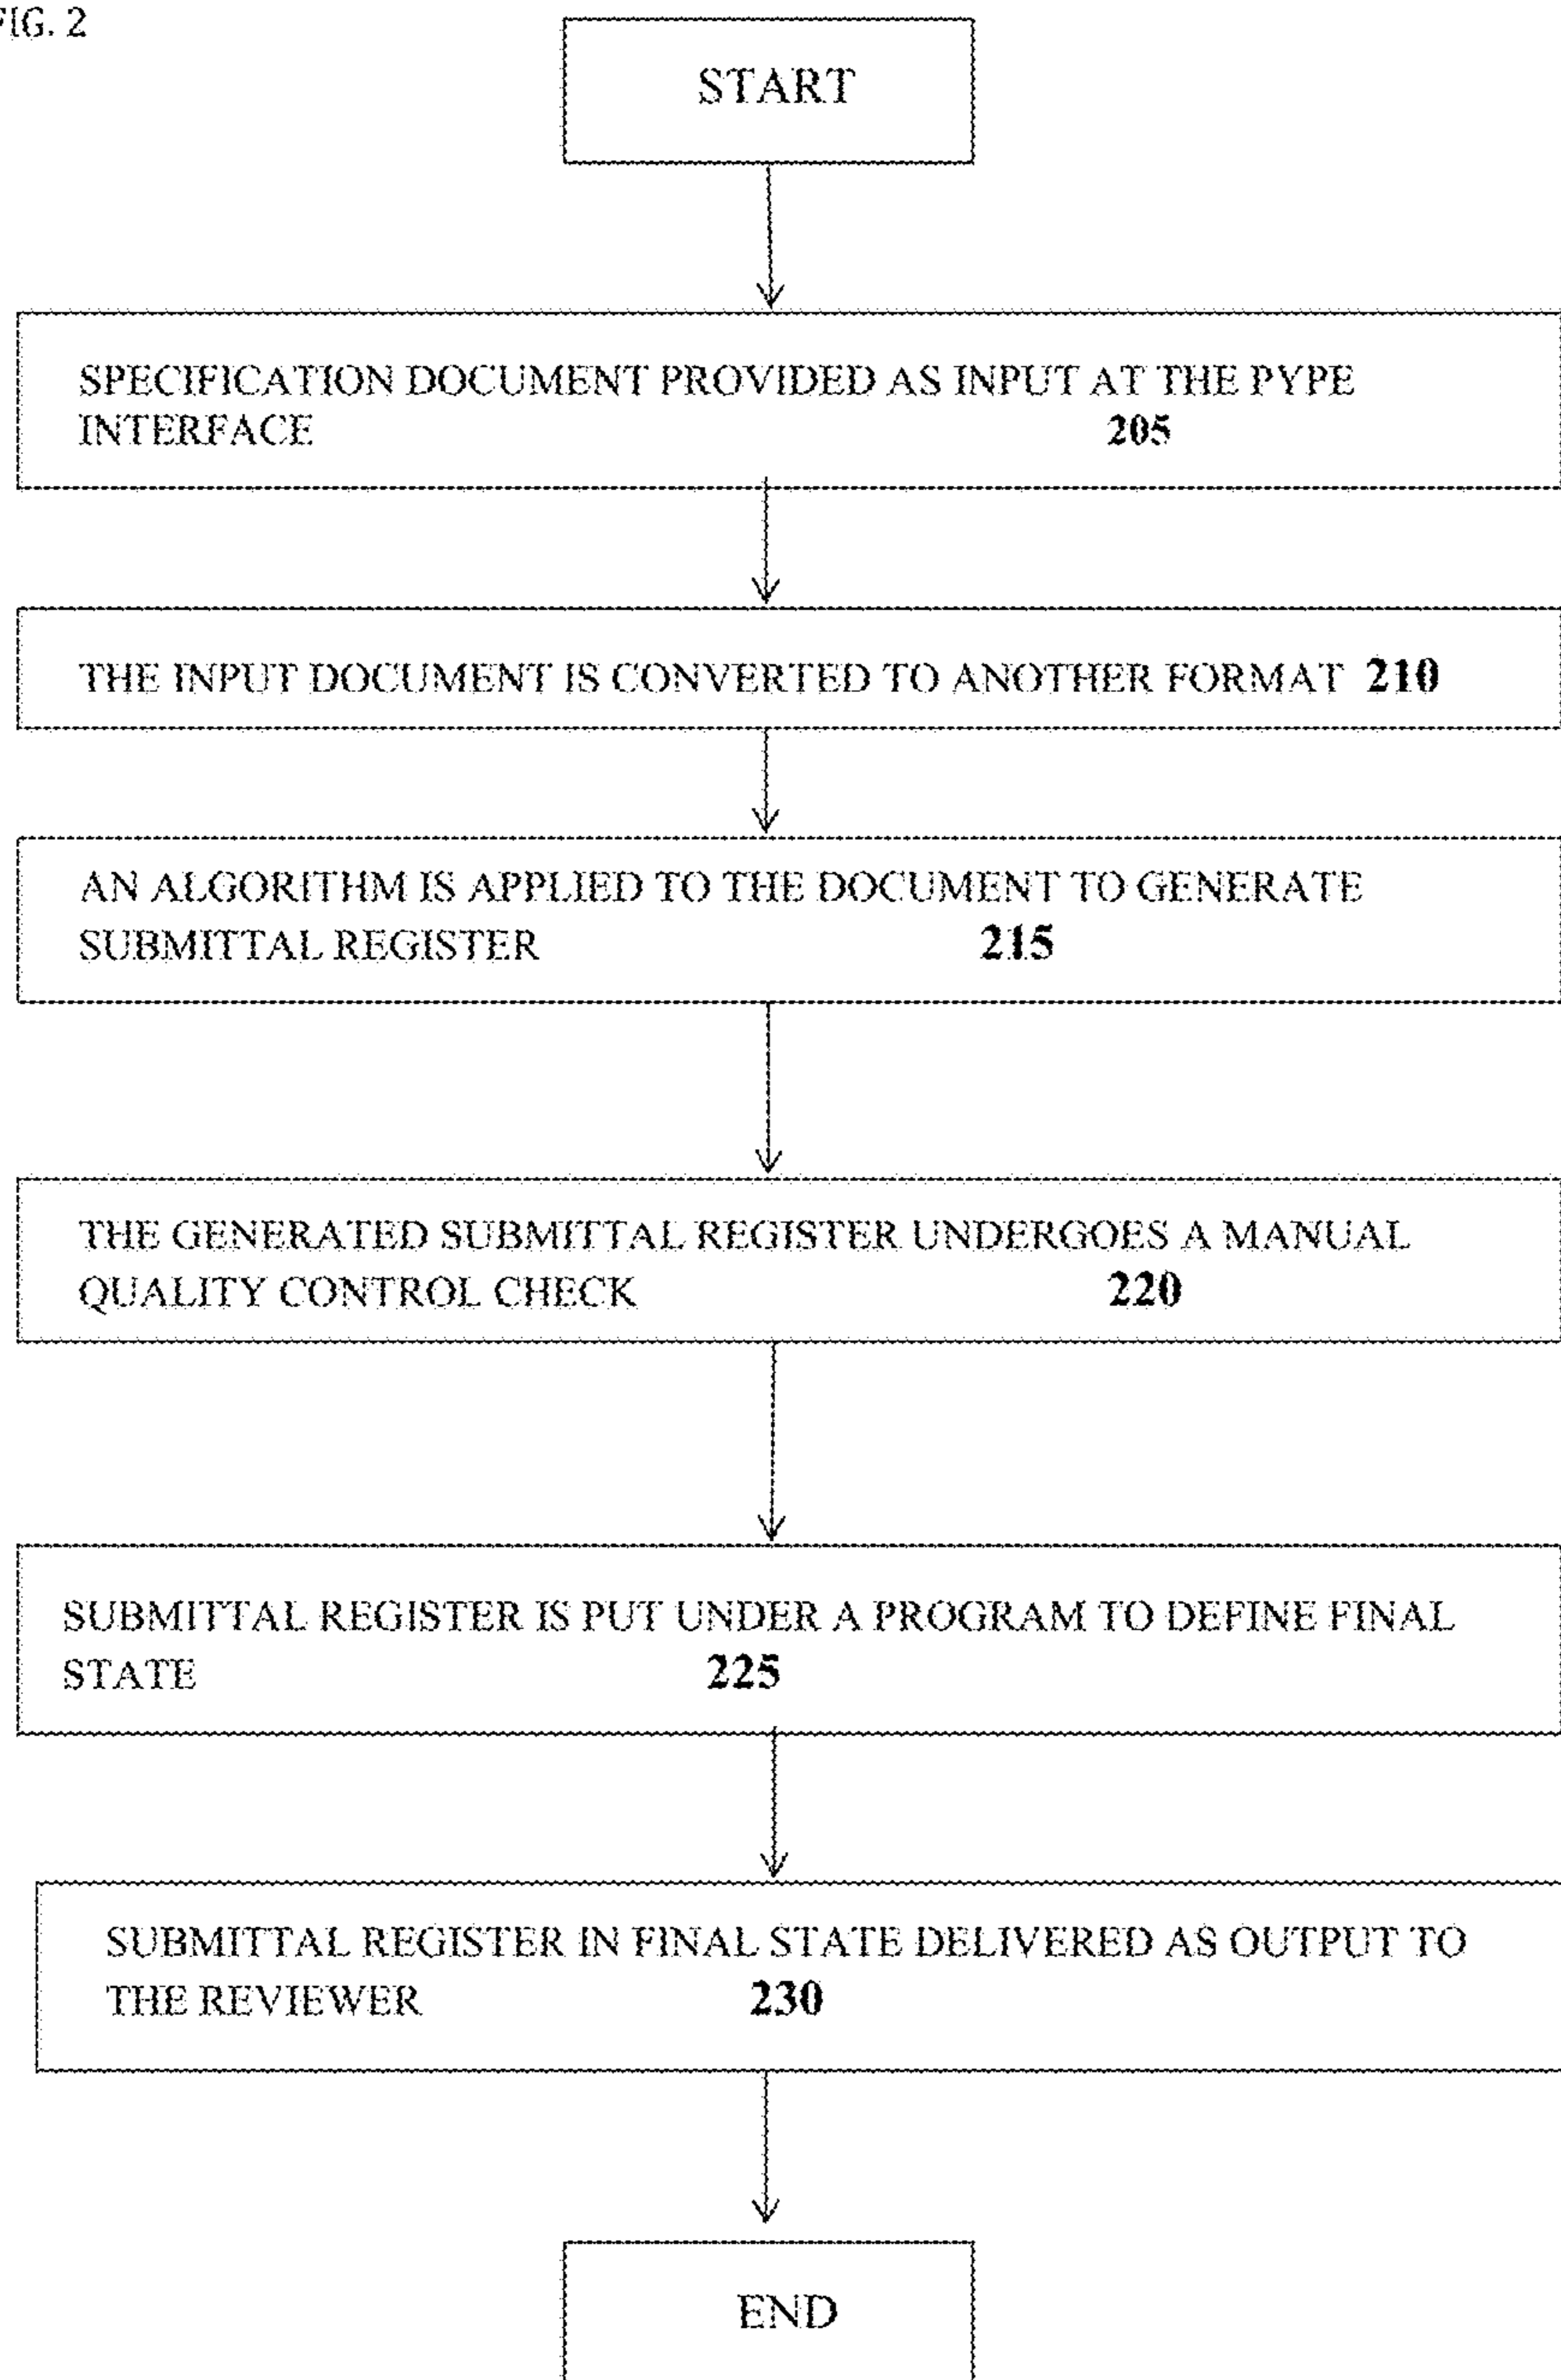 FIG. 2
START
SPECIFICATION DOCUMENT PROVIDED AS INPUT AT THE PYPE
INTERFACE 205
THE INPUT DOCUMENT IS CONVERTED TO ANOTHER FORMAT 210
AN ALGORITHM IS APPLIED TO THE DOCUMENT TO GENERATE
SUBMITTAL REGISTER 215
THE GENERATED SUBMITTAL REGISTER UNDERGOES A MANUAL
QUALITY CONTROL CHECK 220
SUBMITTAL REGISTER IS PUT UNDER A PROGRAM TO DEFINE FINAL
STATE 225
SUBMITTAL REGISTER IN FINAL STATE DELIVERED AS OUTPUT TO
THE REVIEWER 230
END